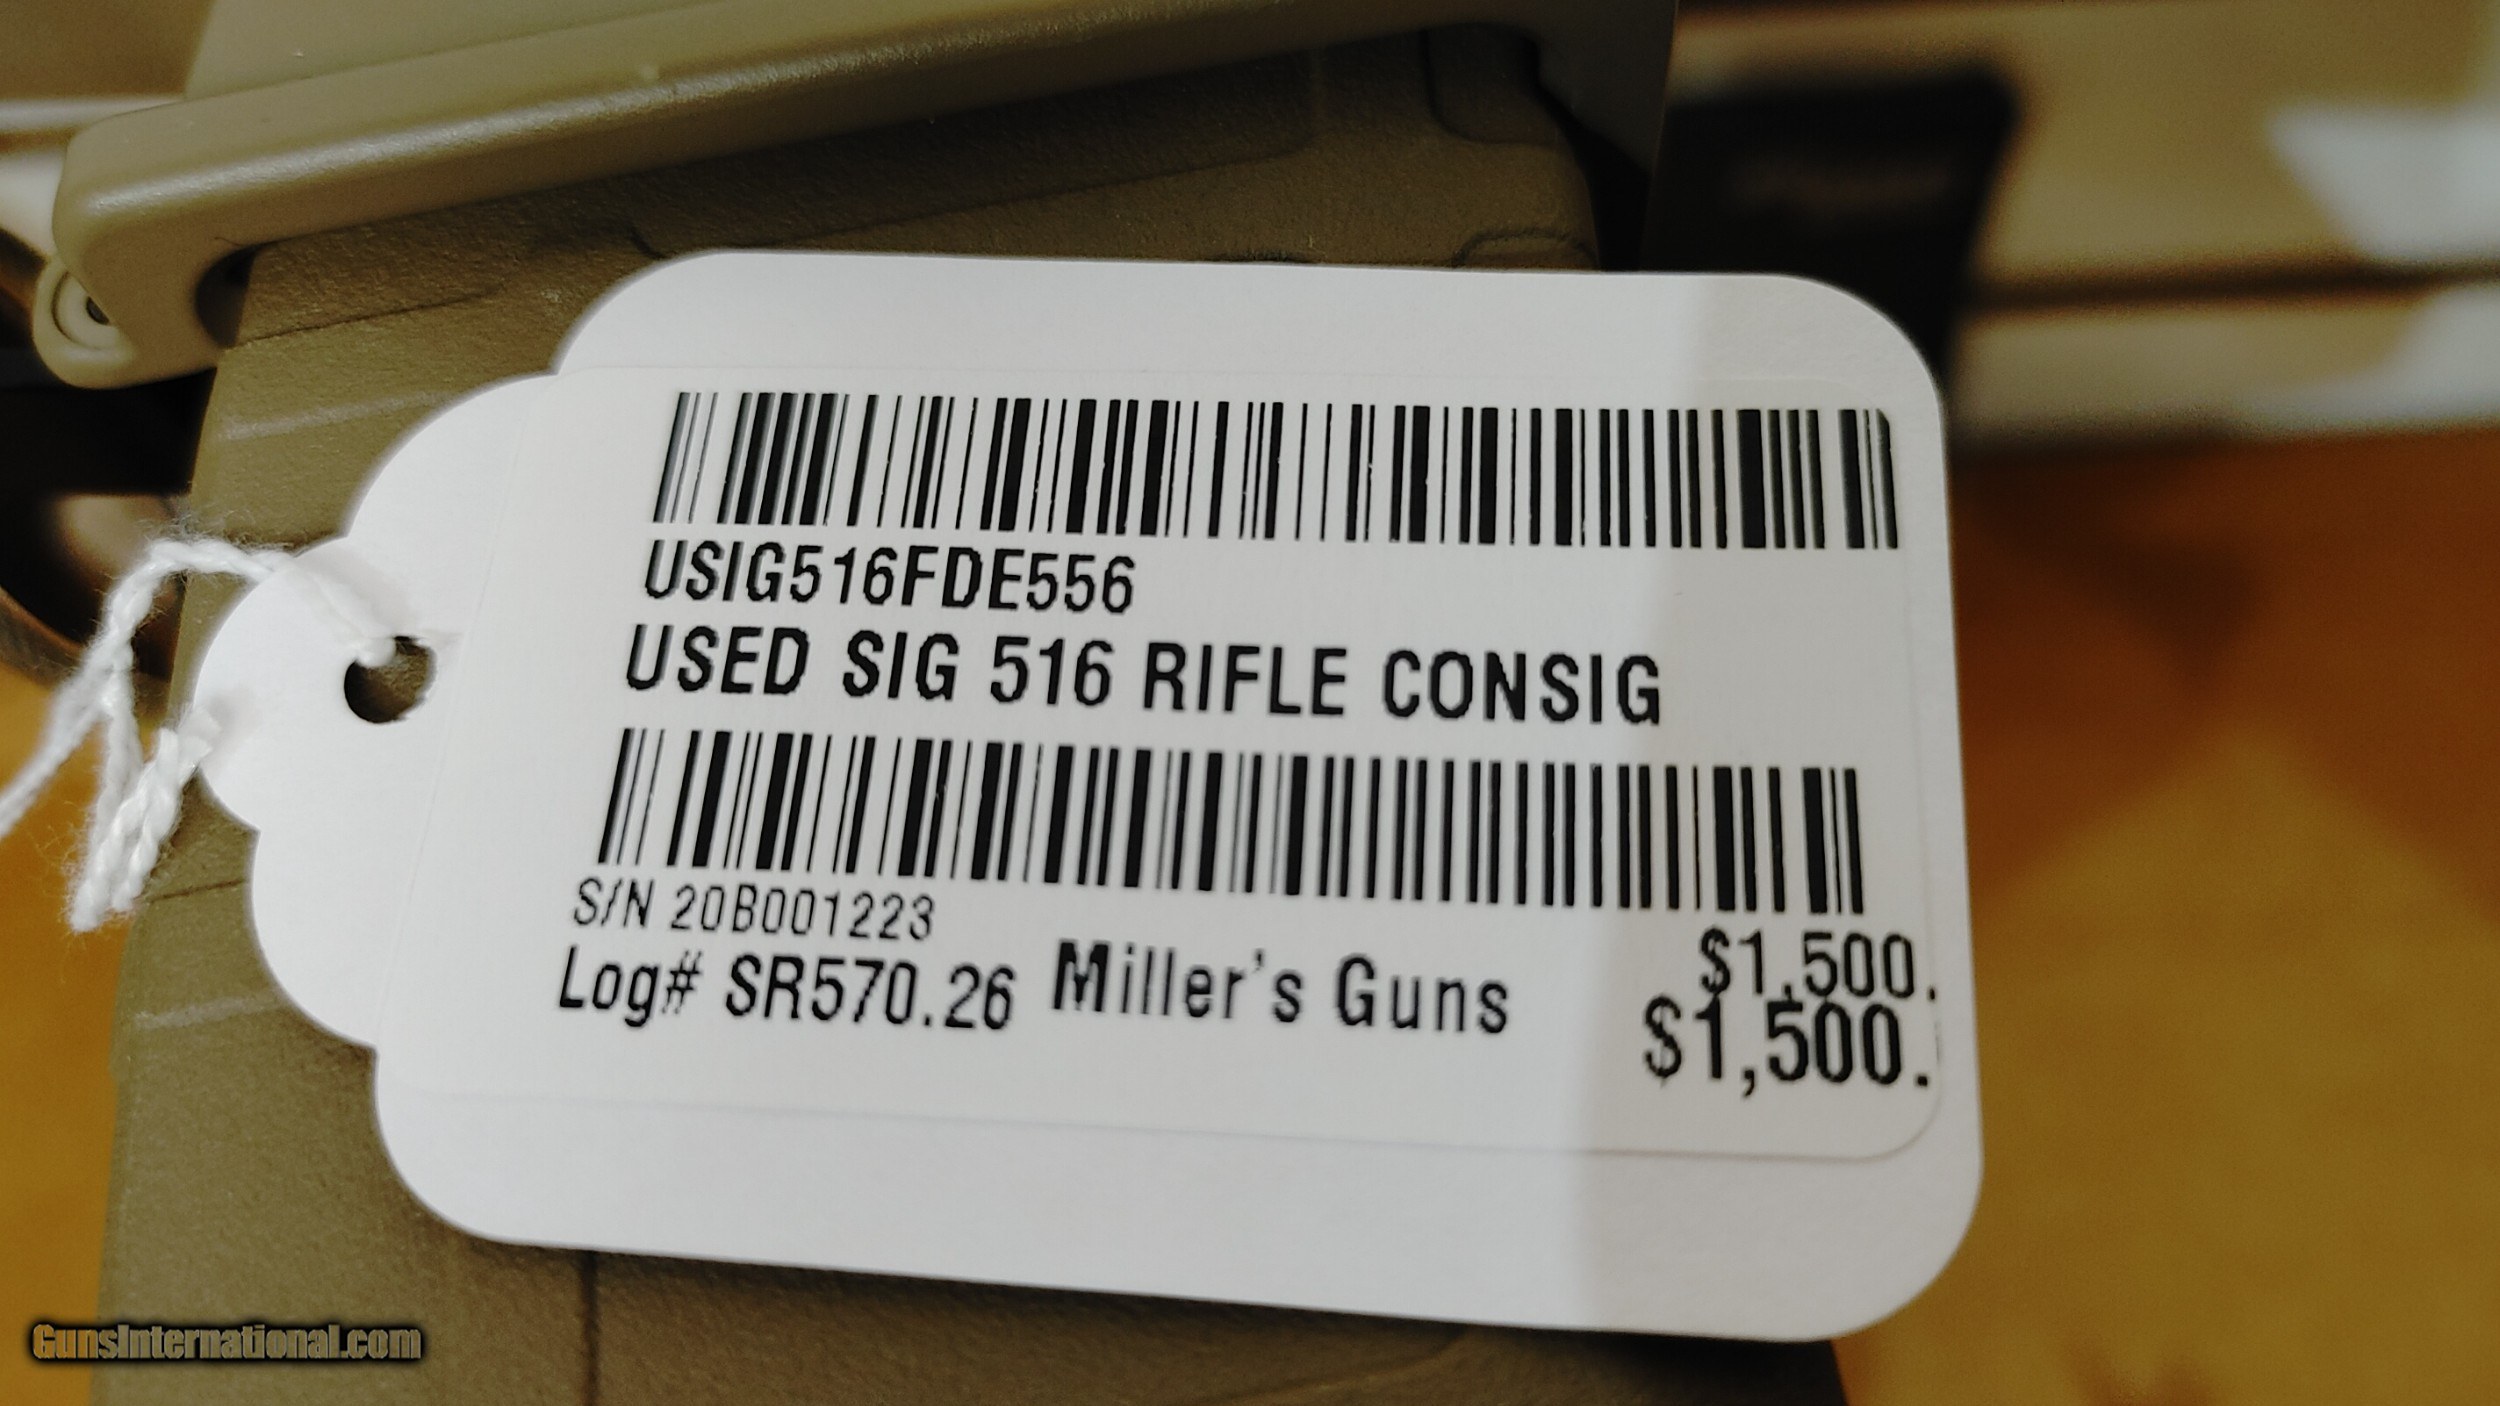 USIG516FDE556
USED SIG 516 RIFLE CONSIG
S/N 20B001223
$1,500.
Log# SR570.26 Miller's Guns
$1,500.
GunsInternational.com